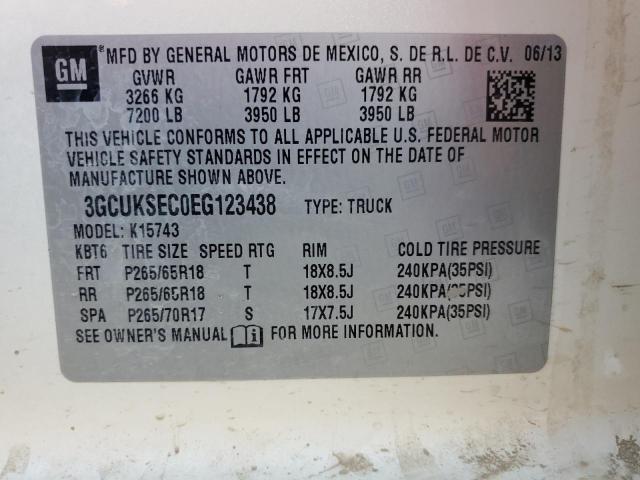 GM MFD BY GENERAL MOTORS DE MEXICO, S. DE R.L. DE C.V. 06/13
GVWR GAWR FRT GAWR RR
3266 KG 1792 KG 1792 KG
7200 LB 3950 LB 3950 LB
THIS VEHICLE CONFORMS TO ALL APPLICABLE U.S. FEDERAL MOTOR
VEHICLE SAFETY STANDARDS IN EFFECT ON THE DATE OF
MANUFACTURE SHOWN ABOVE.
3GCUKSEC0EG123438 TYPE: TRUCK
MODEL: K15743
KBT6 TIRE SIZE SPEED RTG RIM COLD TIRE PRESSURE
FRT P265/65R18 T 18X8.5J 240KPA(35PSI)
RR P265/65R18 T 18X8.5J 240KPA(35PSI)
SPA P265/70R17 S 17X7.5J 240KPA(35PSI)
SEE OWNER'S MANUAL i FOR MORE INFORMATION.